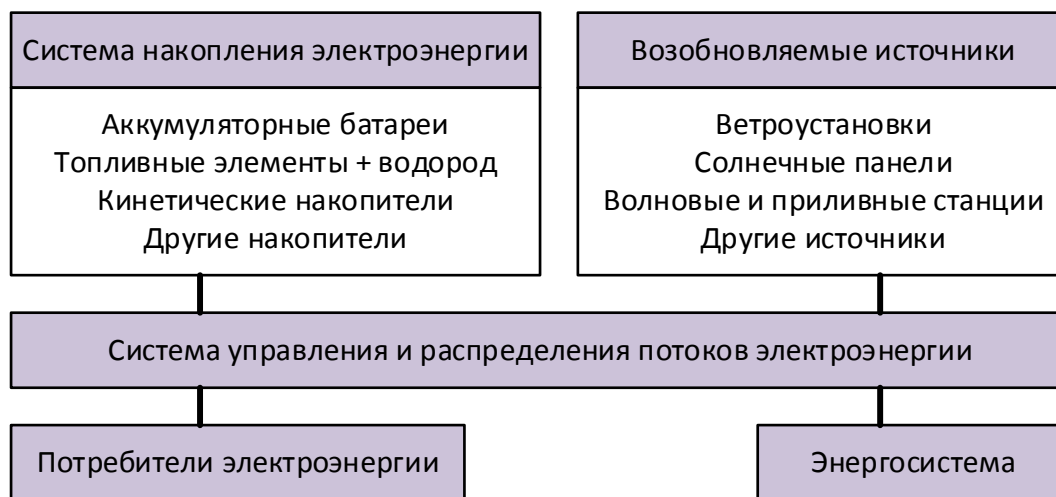 Система накопления электроэнергии
Аккумуляторные батареи
Топливные элементы + водород
Кинетические накопители
Другие накопители
Возобновляемые источники
Ветроустановки
Солнечные панели
Волновые и приливные станции
Другие источники
Система управления и распределения потоков электроэнергии
Потребители электроэнергии
Энергосистема